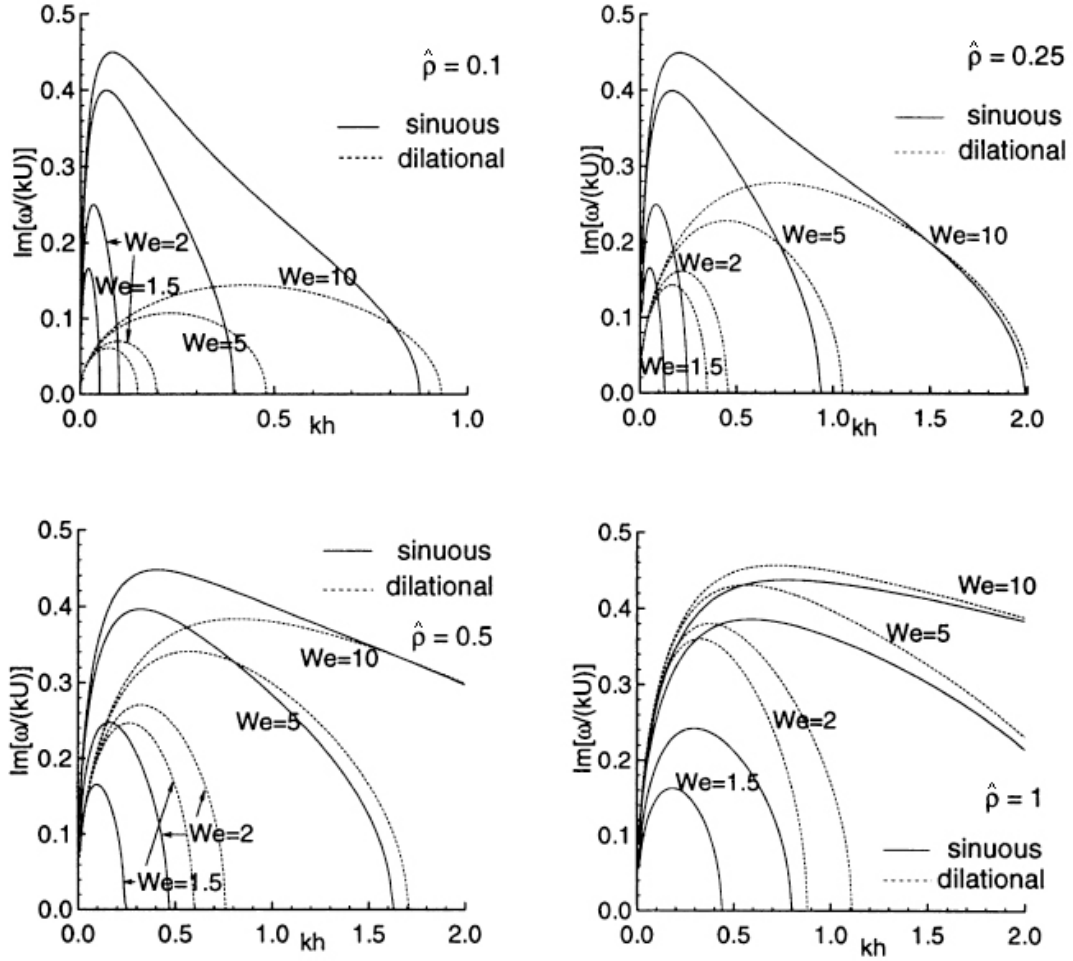 0.5
ρ̂ = 0.1
0.4
sinuous
dilational
0.3
Im[ω/(kU)]
We=2
0.2
We=10
We=1.5
0.1
We=5
0.0
0.0 0.5 1.0
kh
0.5
ρ̂ = 0.25
0.4
sinuous
dilational
0.3
Im[ω/(kU)]
We=5 We=10
0.2
We=2
0.1
We=1.5
0.0
0.0 0.5 1.0 1.5 2.0
kh
0.5
sinuous
dilational
0.4
ρ̂ = 0.5
We=10
0.3
Im[ω/(kU)]
We=5
0.2
We=2
0.1
We=1.5
0.0
0.0 0.5 1.0 1.5 2.0
kh
0.5
We=10
0.4
We=5
0.3
Im[ω/(kU)]
We=2
0.2
We=1.5
ρ̂ = 1
0.1
sinuous
dilational
0.0
0.0 0.5 1.0 1.5 2.0
kh